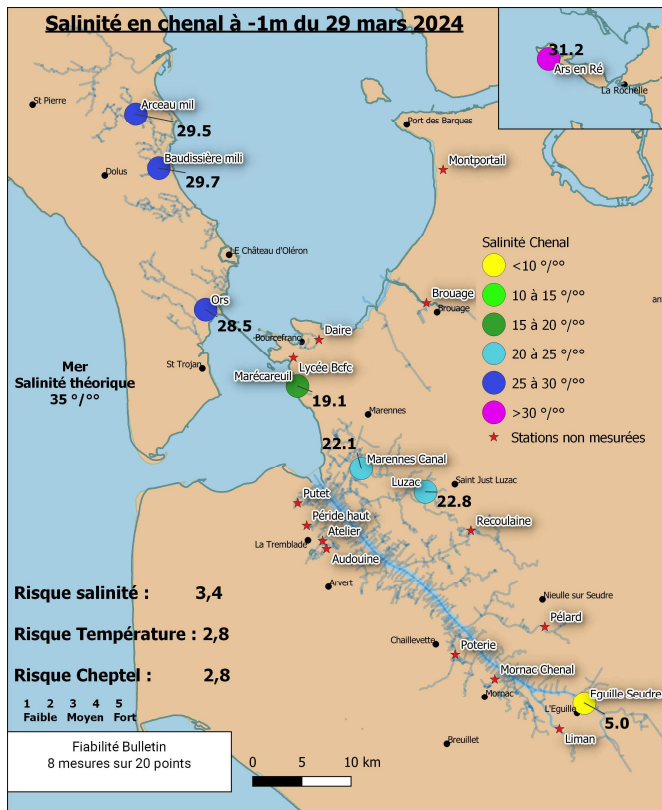 Salinité en chenal à -1m du 29 mars 2024
31.2
Ars en Ré
La Rochelle
St Pierre
Arceau mil
29.5
Port des Barques
Baudissière mili
29.7
Dolus
Montportail
LE Château d'Oléron
Salinité Chenal
<10 °/°°
10 à 15 °/°°
15 à 20 °/°°
20 à 25 °/°°
25 à 30 °/°°
>30 °/°°
Stations non mesurées
Brouage
Brouage
an
Ors
28.5
Daire
Bourcefranc
Lycée Bcfc
Mer
Salinité théorique
35 °/°°
St Trojan
Marécareuil
19.1
Marennes
22.1
Marennes Canal
Luzac
22.8
Saint Just Luzac
Putet
Péride haut
Recoulaine
Atelier
La Tremblade
Audouine
Arvert
Risque salinité : 3,4
Risque Température : 2,8
Risque Cheptel : 2,8
1 2 3 4 5
Faible Moyen Fort
Nieulle sur Seudre
Pélard
Chaillevette
Poterie
Mornac Chenal
Mornac
Eguille Seudre
L'Eguille
5.0
Liman
Breuillet
Fiabilité Bulletin
8 mesures sur 20 points
0 5 10 km